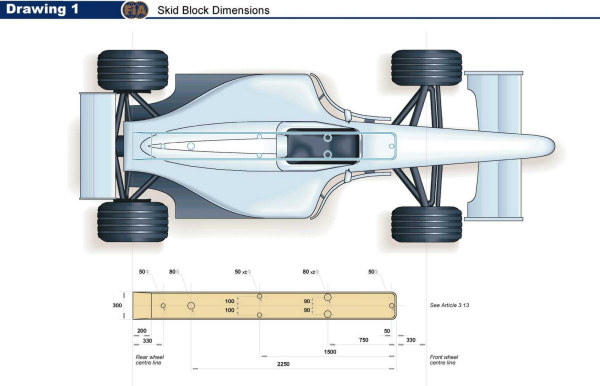 Drawing 1
FIA
Skid Block Dimensions
50
80
50 x2
80 x2
50
300
100
100
90
90
See Article 3.13
200
50
330
750
330
Rear wheel
centre line
1500
Front wheel
centre line
2250